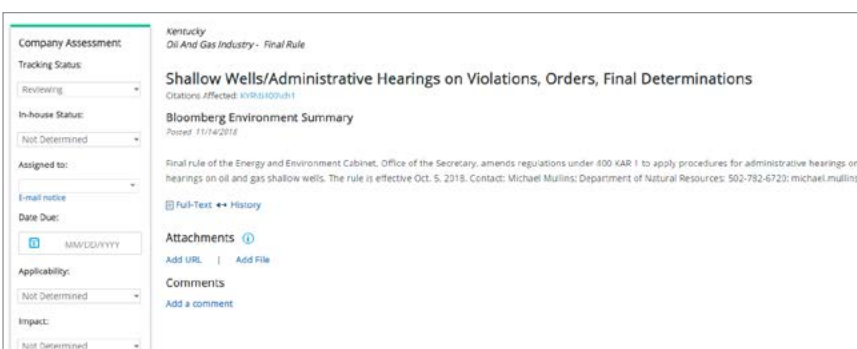 Company Assessment
Tracking Status:
Reviewing
In-house Status:
Not Determined
Assigned to:
E-mail notice
Date Due:
MM/DD/YYYY
Applicability:
Not Determined
Impact:
Not Determined
Kentucky
Oil And Gas Industry - Final Rule
Shallow Wells/Administrative Hearings on Violations, Orders, Final Determinations
Citations Affected:
Bloomberg Environment Summary
Posted 11/14/2018
Final rule of the Energy and Environment Cabinet, Office of the Secretary, amends regulations under 400 KAR 1 to apply procedures for administrative hearings or
hearings on oil and gas shallow wells. The rule is effective Oct. 5, 2018. Contact: Michael Mullins; Department of Natural Resources; 502-782-6720; michael.mullins
Full-Text ↔ History
Attachments
Add URL | Add File
Comments
Add a comment